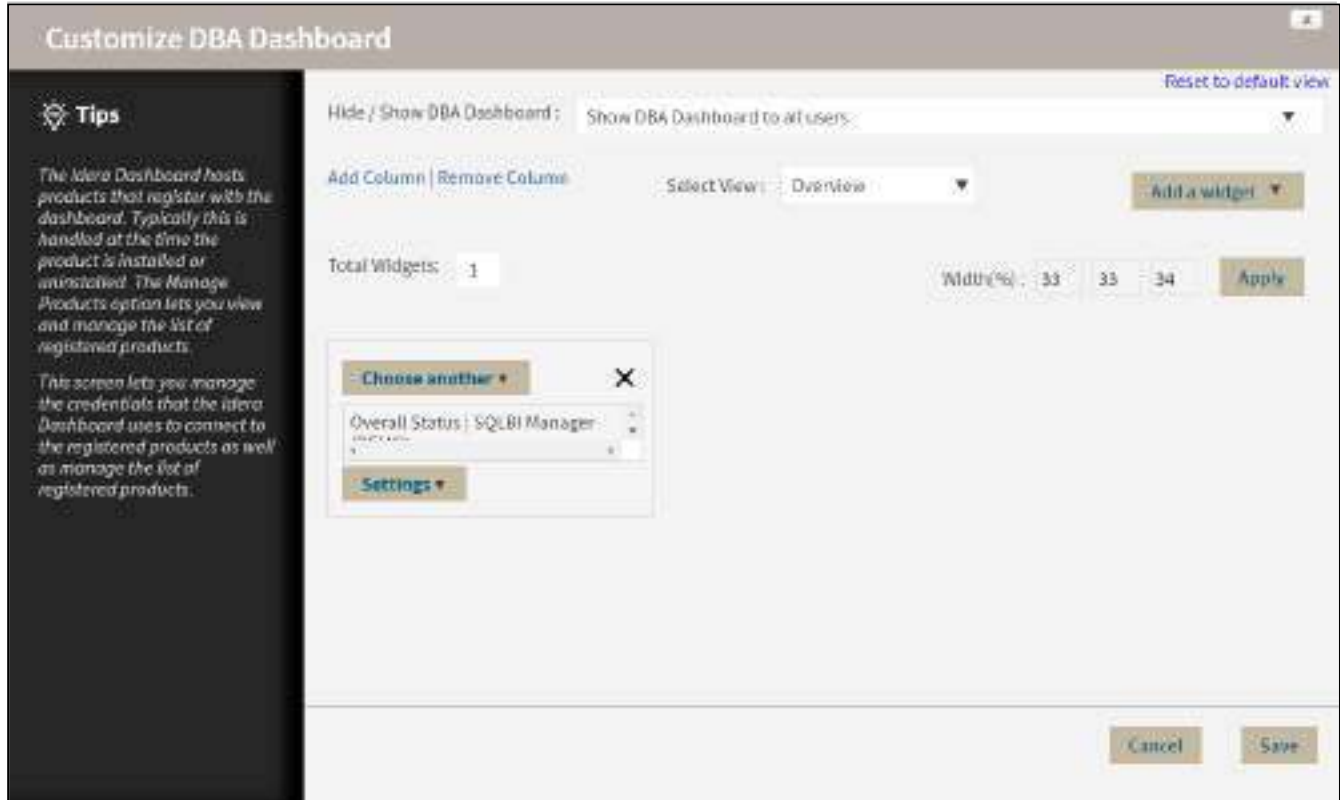 Customize DBA Dashboard
x
Reset to default view
Tips
Hide / Show DBA Dashboard :
Show DBA Dashboard to all users
The Idera Dashboard hosts
products that register with the
dashboard. Typically this is
handled at the time the
product is installed or
uninstalled. The Manage
Products option lets you view
and manage the list of
registered products.
This screen lets you manage
the credentials that the Idera
Dashboard uses to connect to
the registered products as well
as manage the list of
registered products.
Add Column | Remove Column
Select View : Overview
Add a widget
Total Widgets: 1
Width(%) : 33 33 34 Apply
Choose another
Overall Status | SQLBI Manager
Settings
Cancel Save